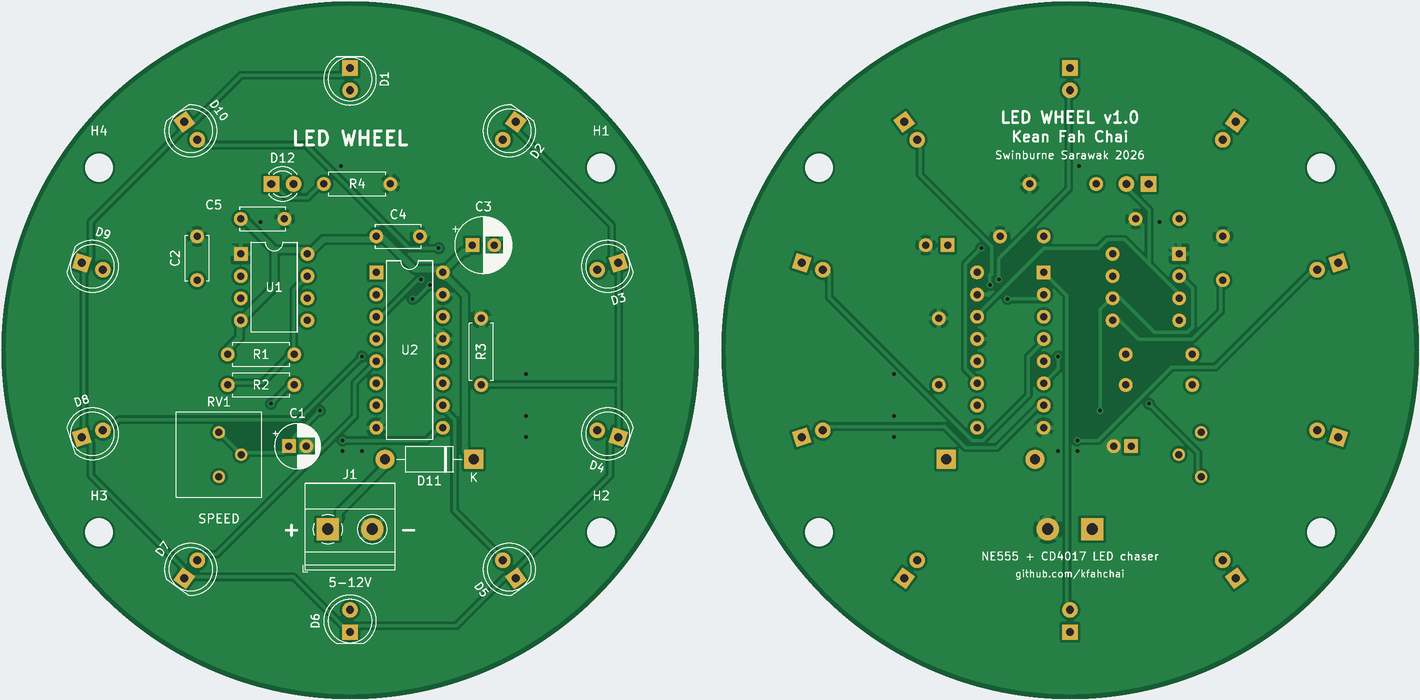 D1
D10
H4
LED WHEEL
H1
D2
D12
R4
C5
C4
C3
+
D9
C2
U1
D3
U2
R1
R3
R2
D8
RV1
C1
+
D4
D11
K
J1
H3
H2
SPEED
+
−
D7
5-12V
D5
D6
LED WHEEL v1.0
Kean Fah Chai
Swinburne Sarawak 2026
NE555 + CD4017 LED chaser
github.com/kfahchai